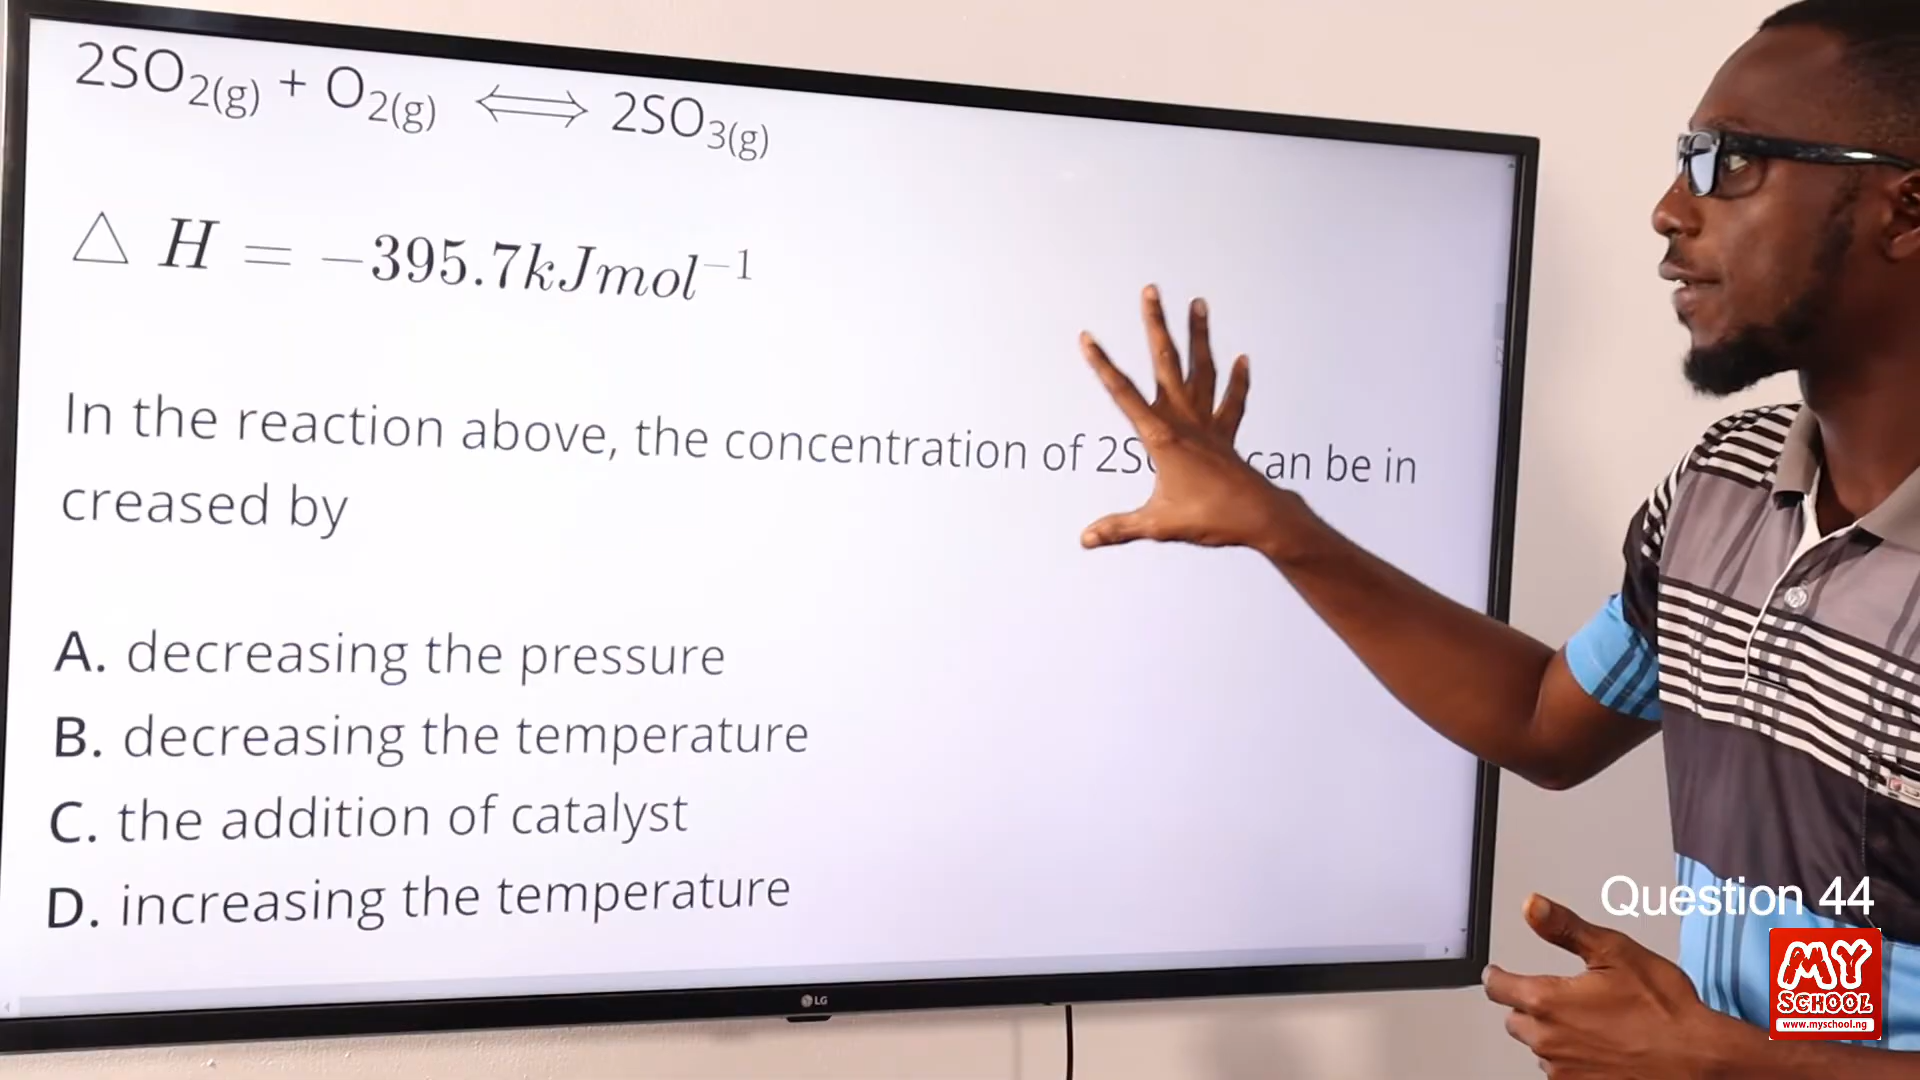 2SO₂(g) + O₂(g) ⟺ 2SO₃(g)
△ H = −395.7kJmol⁻¹
In the reaction above, the concentration of can be in
creased by
A. decreasing the pressure
B. decreasing the temperature
C. the addition of catalyst
D. increasing the temperature
Question 44
MY
SCHOOL
www.myschool.ng
LG